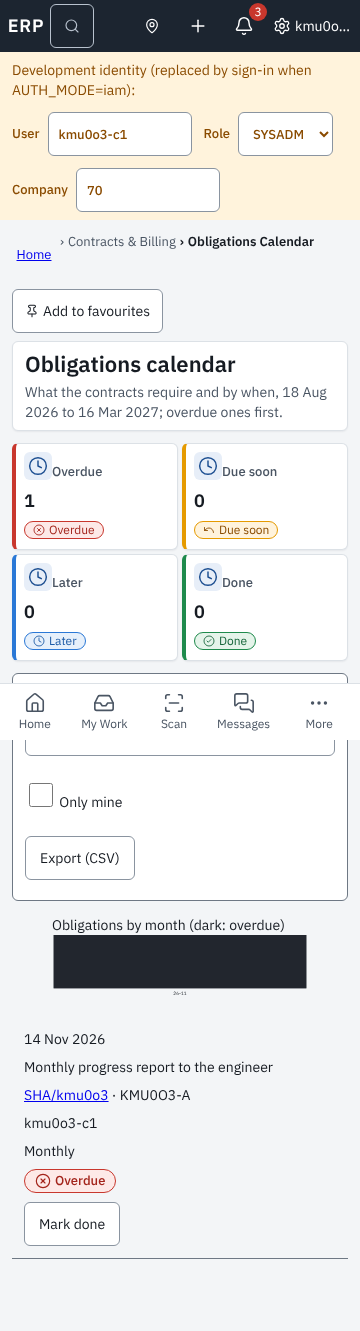 ERP
3
kmu0o...
Development identity (replaced by sign-in when
AUTH_MODE=iam):
User kmu0o3-c1 Role SYSADM
Company 70
Home › Contracts & Billing › Obligations Calendar
Add to favourites
Obligations calendar
What the contracts require and by when, 18 Aug
2026 to 16 Mar 2027; overdue ones first.
Overdue
1
Overdue
Due soon
0
Due soon
Later
0
Later
Done
0
Done
Home My Work Scan Messages More
Only mine
Export (CSV)
Obligations by month (dark: overdue)
26-11
14 Nov 2026
Monthly progress report to the engineer
SHA/kmu0o3 · KMU0O3-A
kmu0o3-c1
Monthly
Overdue
Mark done